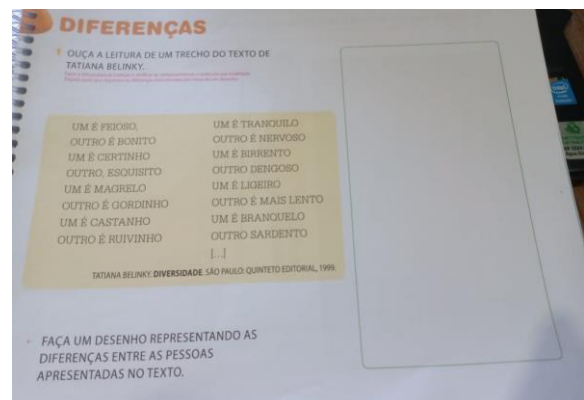 DIFERENÇAS
OUÇA A LEITURA DE UM TRECHO DO TEXTO DE
TATIANA BELINKY.
UM É FEIOSO,
OUTRO É BONITO
UM É CERTINHO
OUTRO, ESQUISITO
UM É MAGRELO
OUTRO É GORDINHO
UM É CASTANHO
OUTRO É RUIVINHO
UM É TRANQUILO
OUTRO É NERVOSO
UM É BIRRENTO
OUTRO DENGOSO
UM É LIGEIRO
OUTRO É MAIS LENTO
UM É BRANQUELO
OUTRO SARDENTO
[...]
TATIANA BELINKY. DIVERSIDADE. SÃO PAULO: QUINTETO EDITORIAL, 1999.
FAÇA UM DESENHO REPRESENTANDO AS
DIFERENÇAS ENTRE AS PESSOAS
APRESENTADAS NO TEXTO.